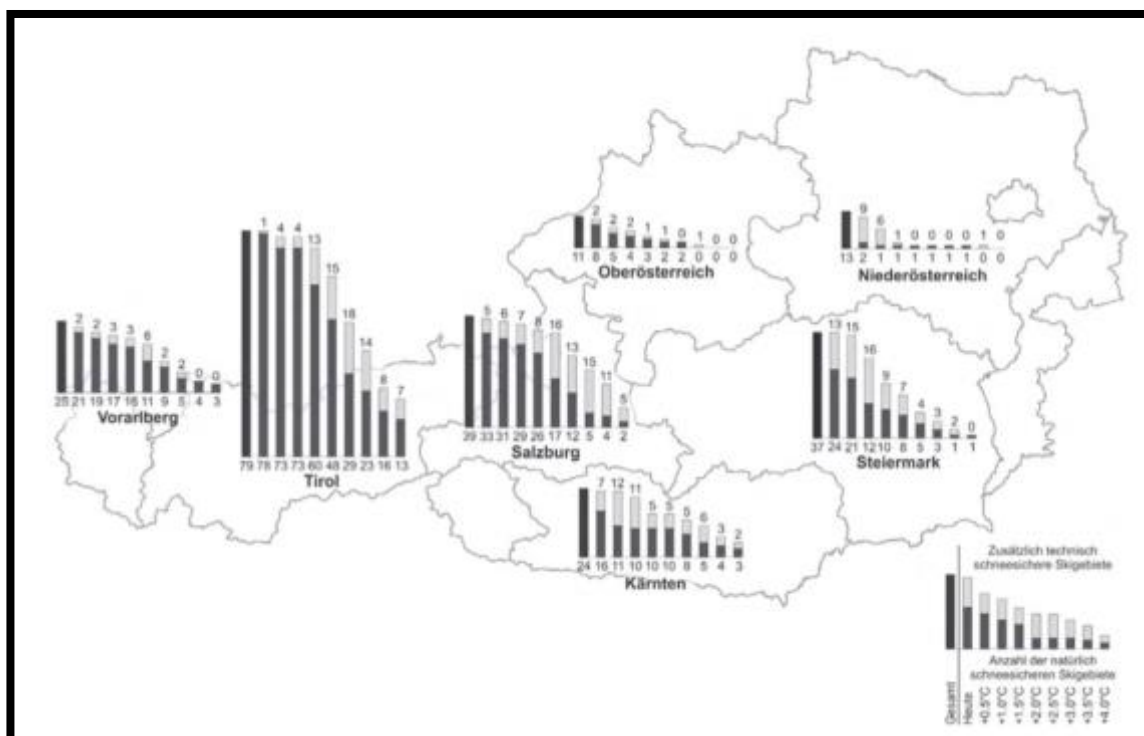 2 6 2 1 1 0 1 0 0
11 8 5 4 3 2 2 0 0 0
Oberösterreich
9 6 1 0 0 0 0 1 0
13 2 1 1 1 1 1 1 0 0
Niederösterreich
1 4 4 13 15 18 14 8 7
79 78 73 73 60 48 29 23 16 13
Tirol
2 2 3 3 6 2 2 0 0
25 21 19 17 16 11 9 5 4 3
Vorarlberg
5 6 7 8 16 13 15 11 5
39 33 31 29 26 17 12 5 4 2
Salzburg
13 15 16 9 7 4 3 2 0
37 24 21 12 10 8 5 3 1 1
Steiermark
7 12 11 5 5 5 6 3 2
24 16 11 10 10 10 8 5 4 3
Kärnten
Zusätzlich technisch
schneesichere Skigebiete
Anzahl der natürlich
schneesicheren Skigebiete
Gesamt
Heute
+0.5°C
+1.0°C
+1.5°C
+2.0°C
+2.5°C
+3.0°C
+3.5°C
+4.0°C